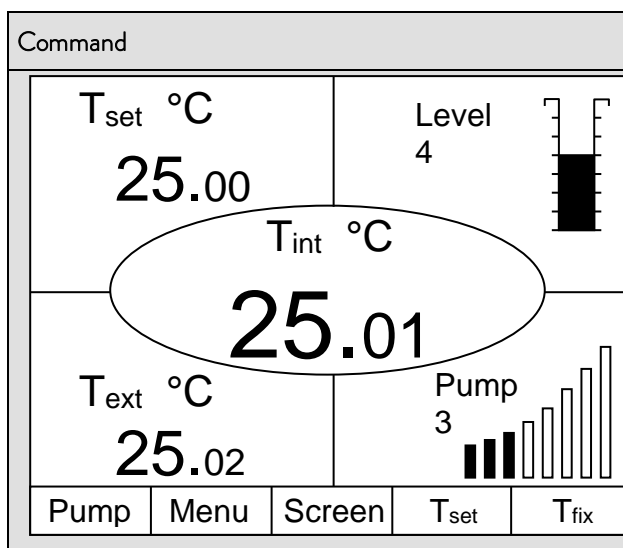 Command
Tset °C
25.00
Level
4
Tint °C
25.01
Text °C
25.02
Pump
3
Pump Menu Screen Tset Tfix